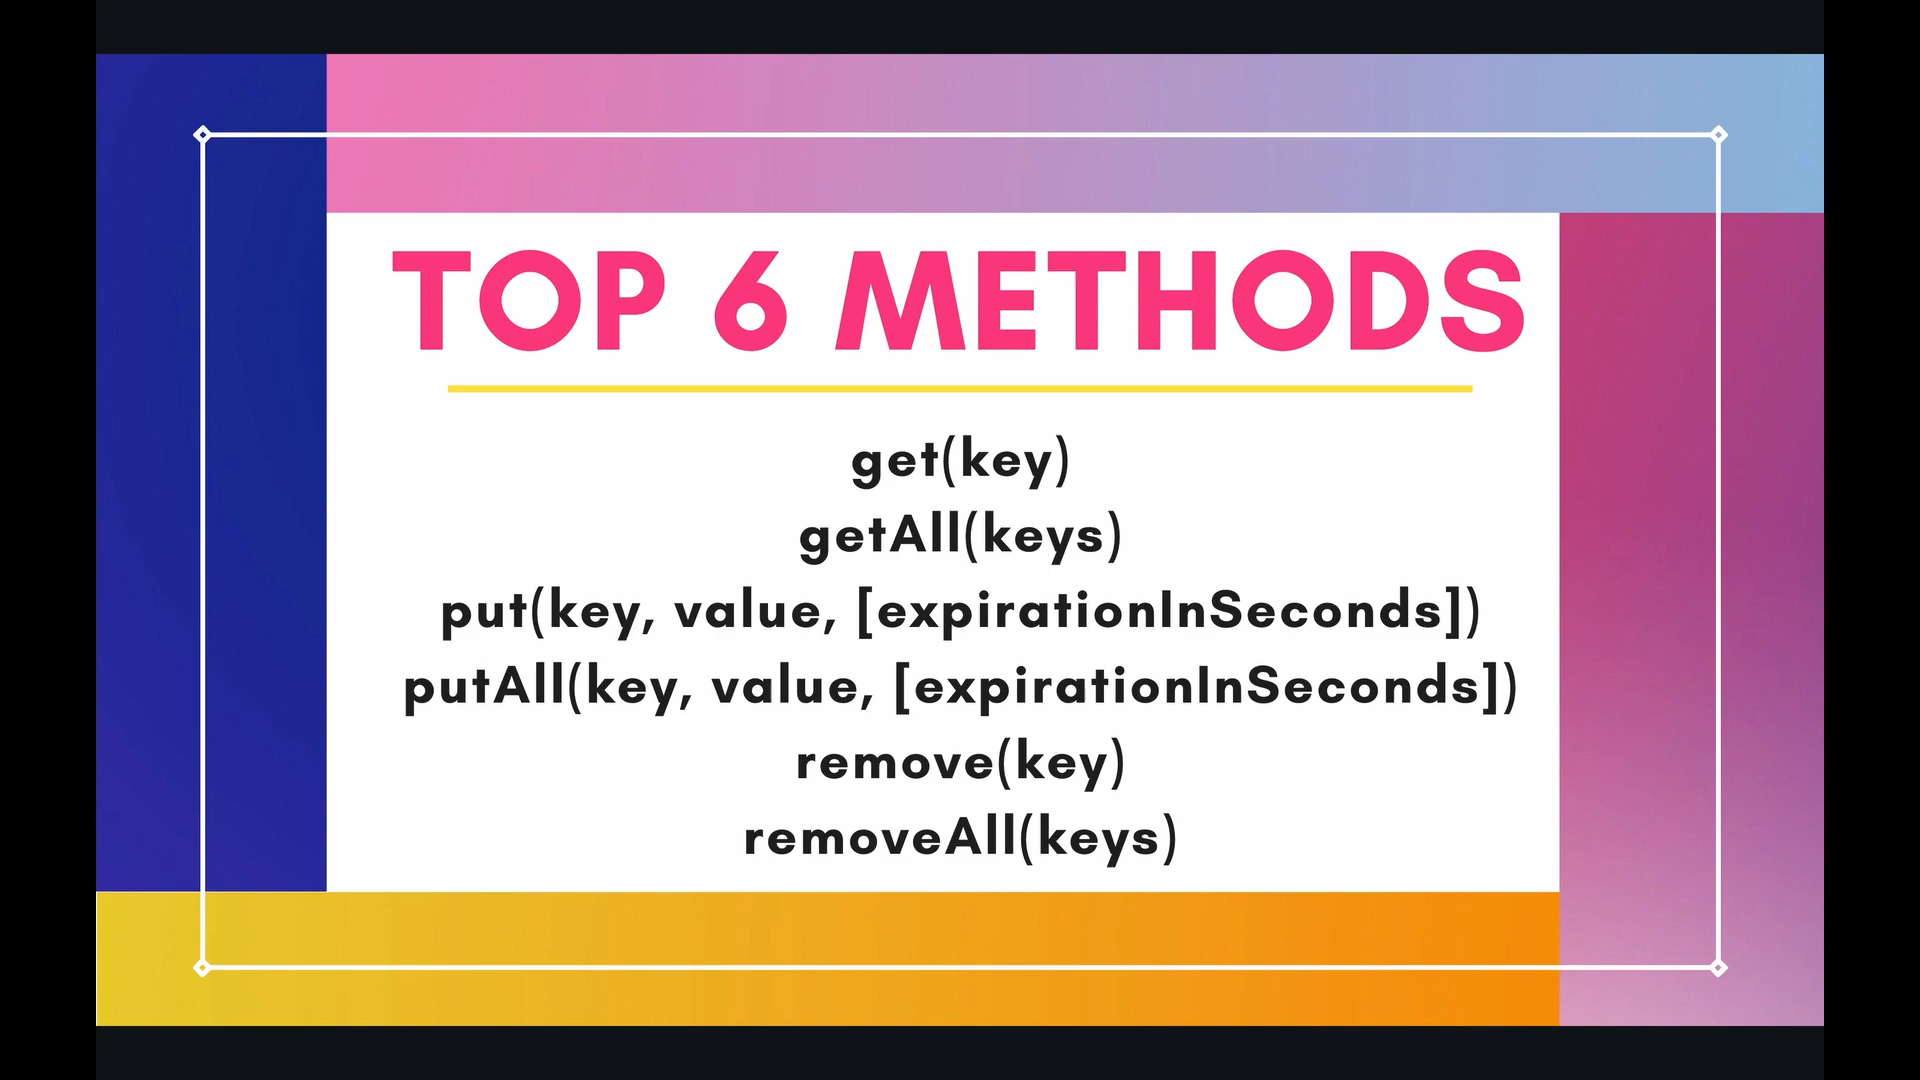 TOP 6 METHODS
get(key)
getAll(keys)
put(key, value, [expirationInSeconds])
putAll(key, value, [expirationInSeconds])
remove(key)
removeAll(keys)